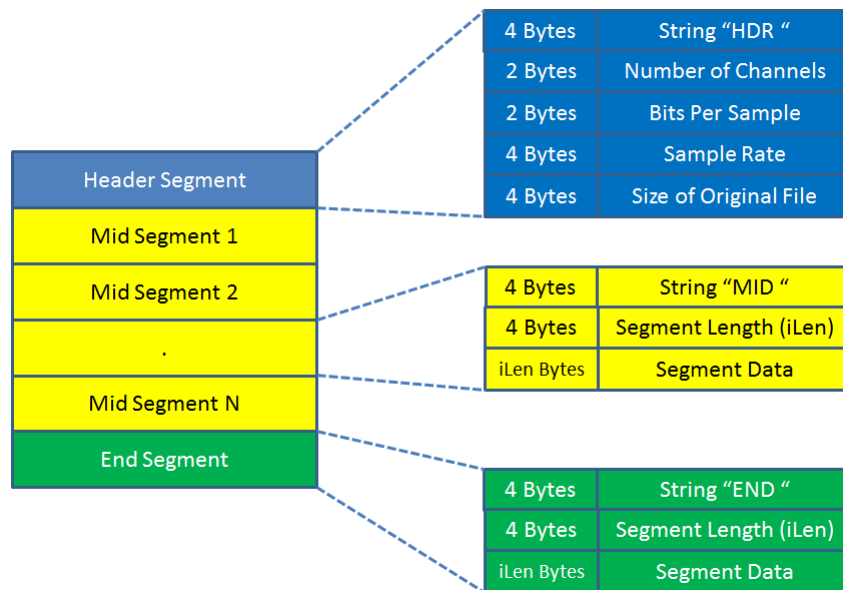 Header Segment
Mid Segment 1
Mid Segment 2
.
Mid Segment N
End Segment
4 Bytes String “HDR “
2 Bytes Number of Channels
2 Bytes Bits Per Sample
4 Bytes Sample Rate
4 Bytes Size of Original File
4 Bytes String “MID “
4 Bytes Segment Length (iLen)
iLen Bytes Segment Data
4 Bytes String “END “
4 Bytes Segment Length (iLen)
iLen Bytes Segment Data